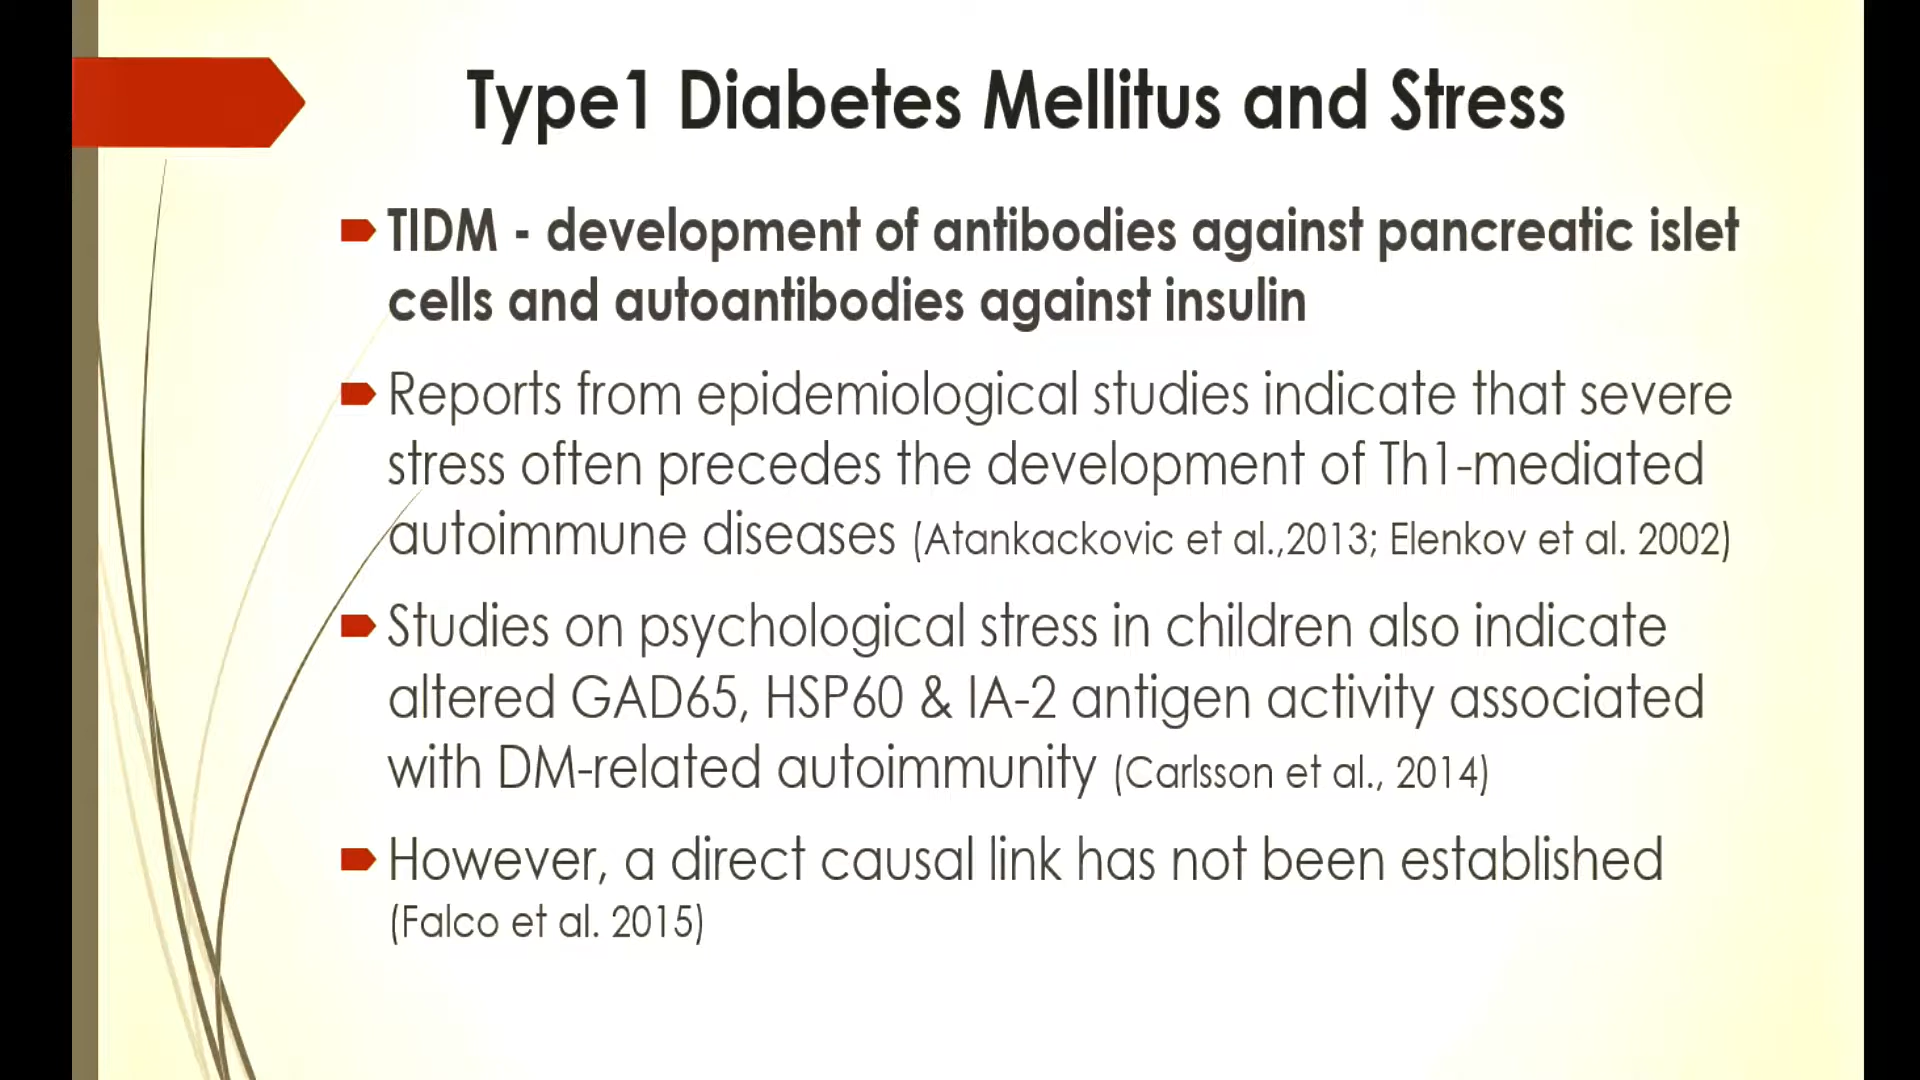 Type1 Diabetes Mellitus and Stress
TIDM - development of antibodies against pancreatic islet
cells and autoantibodies against insulin
Reports from epidemiological studies indicate that severe
stress often precedes the development of Th1-mediated
autoimmune diseases (Atankackovic et al.,2013; Elenkov et al. 2002)
Studies on psychological stress in children also indicate
altered GAD65, HSP60 & IA-2 antigen activity associated
with DM-related autoimmunity (Carlsson et al., 2014)
However, a direct causal link has not been established
(Falco et al. 2015)